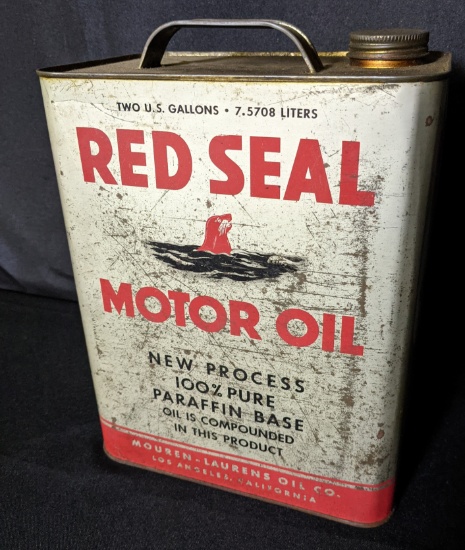 TWO U.S. GALLONS • 7.5708 LITERS
RED SEAL
MOTOR OIL
NEW PROCESS
100% PURE
PARAFFIN BASE
OIL IS COMPOUNDED
IN THIS PRODUCT
MOUREN-LAURENS OIL CO.
LOS ANGELES, CALIFORNIA